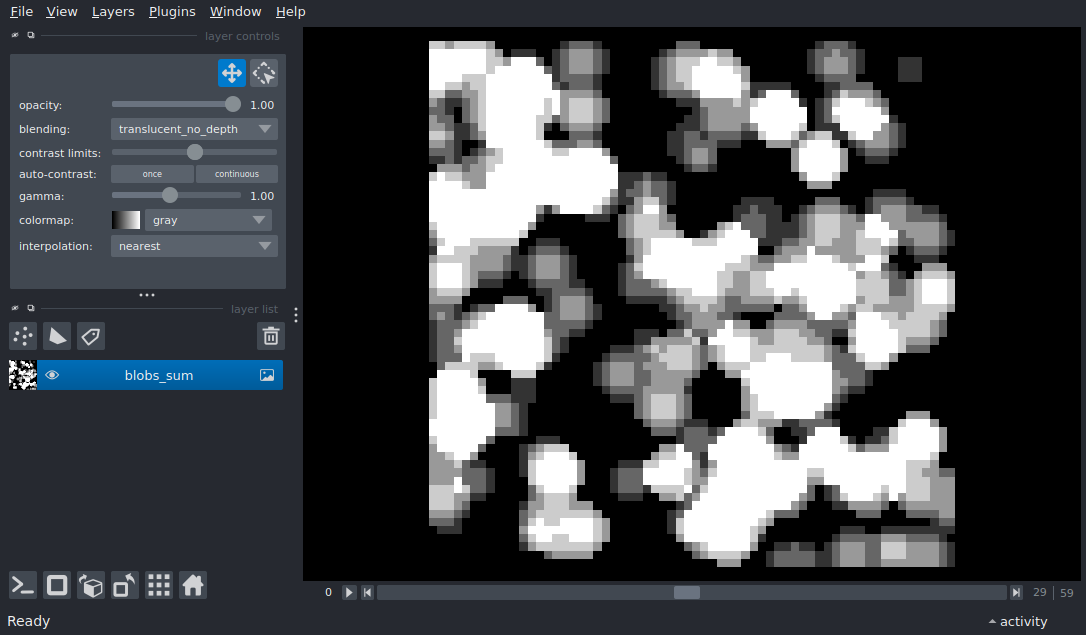 File View Layers Plugins Window Help
layer controls
opacity: 1.00
blending: translucent_no_depth
contrast limits:
auto-contrast: once continuous
gamma: 1.00
colormap: gray
interpolation: nearest
layer list
blobs_sum
0 29 59
Ready activity